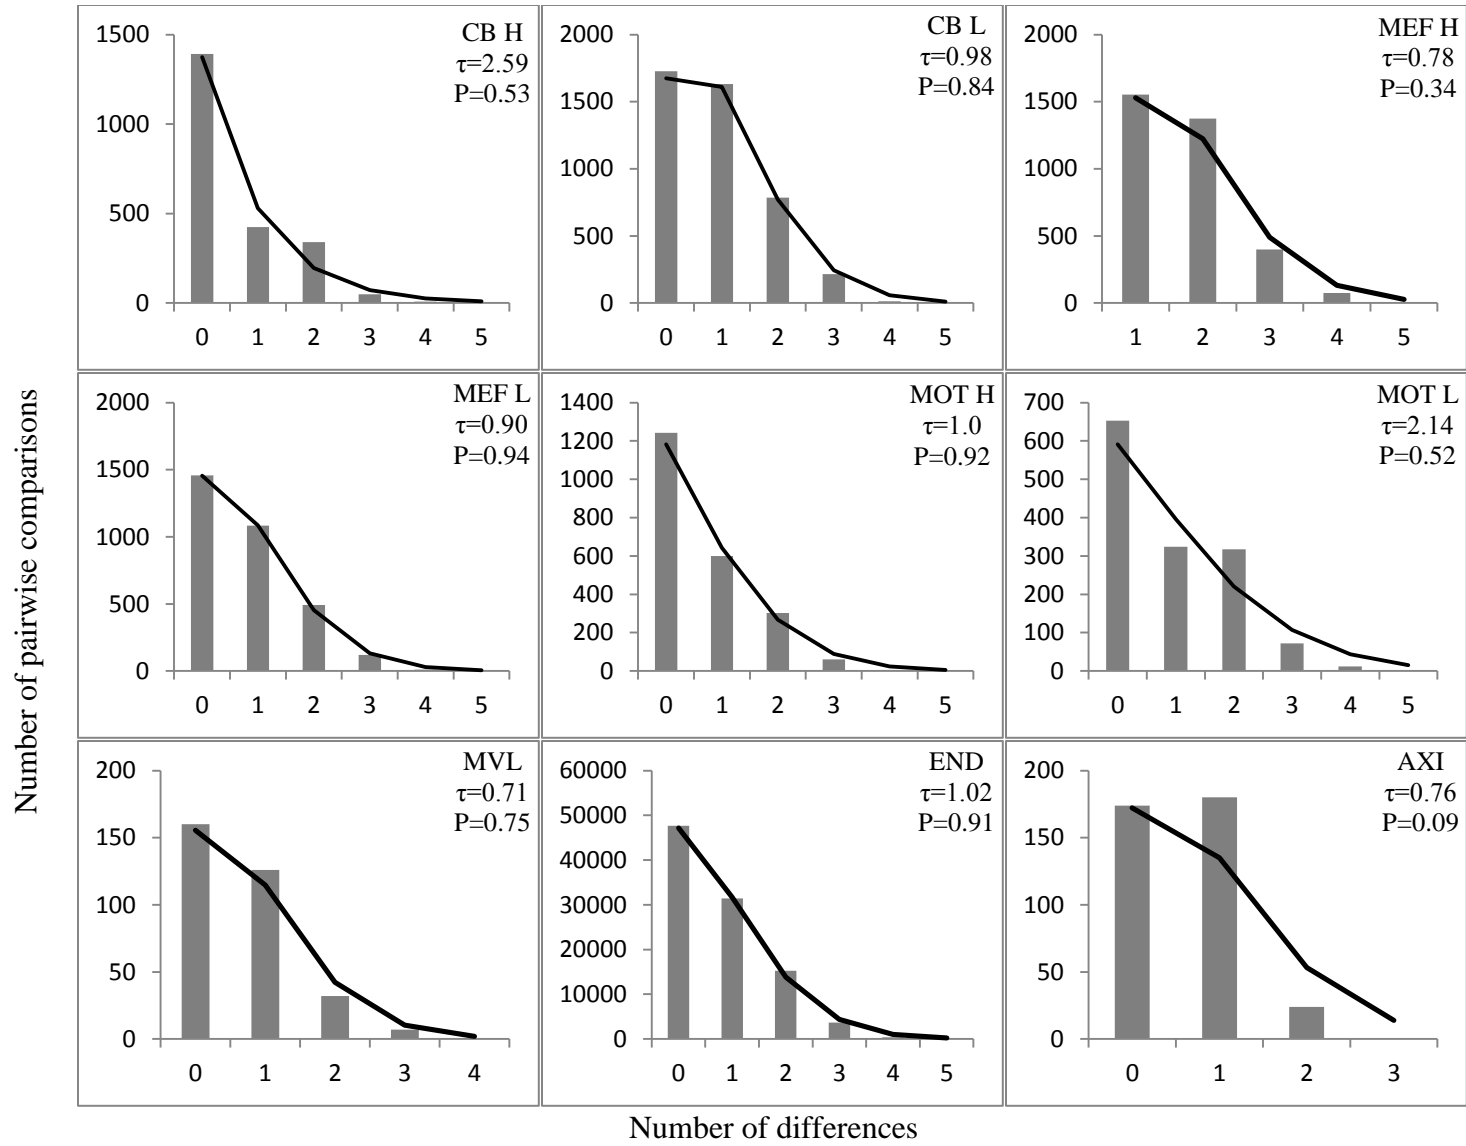 Number of pairwise comparisons
CB H
τ=2.59
P=0.53
1500
1000
500
0
0 1 2 3 4 5
CB L
τ=0.98
P=0.84
2000
1500
1000
500
0
0 1 2 3 4 5
MEF H
τ=0.78
P=0.34
2000
1500
1000
500
0
1 2 3 4 5
MEF L
τ=0.90
P=0.94
2000
1500
1000
500
0
0 1 2 3 4 5
MOT H
τ=1.0
P=0.92
1400
1200
1000
800
600
400
200
0
0 1 2 3 4 5
MOT L
τ=2.14
P=0.52
700
600
500
400
300
200
100
0
0 1 2 3 4 5
MVL
τ=0.71
P=0.75
200
150
100
50
0
0 1 2 3 4
END
τ=1.02
P=0.91
60000
50000
40000
30000
20000
10000
0
0 1 2 3 4 5
AXI
τ=0.76
P=0.09
200
150
100
50
0
0 1 2 3
Number of differences